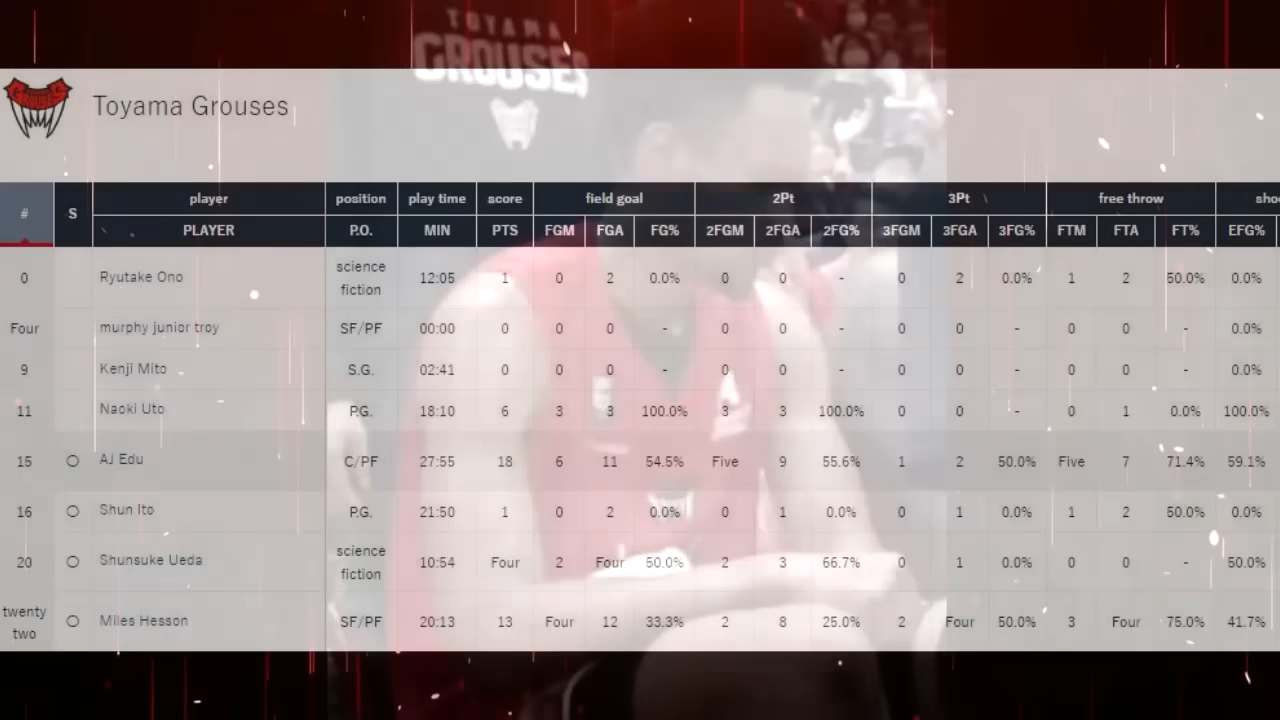 TOYAMA
GROUSES
GROUSES
Toyama Grouses
# S player position play time score field goal 2Pt 3Pt free throw
PLAYER P.O. MIN PTS FGM FGA FG% 2FGM 2FGA 2FG% 3FGM 3FGA 3FG% FTM FTA FT% EFG%
0 Ryutake Ono science fiction 12:05 1 0 2 0.0% 0 0 - 0 2 0.0% 1 2 50.0% 0.0%
Four murphy junior troy SF/PF 00:00 0 0 0 - 0 0 - 0 0 - 0 0 - 0.0%
9 Kenji Mito S.G. 02:41 0 0 0 - 0 0 - 0 0 - 0 0 - 0.0%
11 Naoki Uto P.G. 18:10 6 3 3 100.0% 3 3 100.0% 0 0 - 0 1 0.0% 100.0%
15 AJ Edu C/PF 27:55 18 6 11 54.5% Five 9 55.6% 1 2 50.0% Five 7 71.4% 59.1%
16 Shun Ito P.G. 21:50 1 0 2 0.0% 0 1 0.0% 0 1 0.0% 1 2 50.0% 0.0%
20 Shunsuke Ueda science fiction 10:54 Four 2 Four 50.0% 2 3 66.7% 0 1 0.0% 0 0 - 50.0%
twenty two Miles Hesson SF/PF 20:13 13 Four 12 33.3% 2 8 25.0% 2 Four 50.0% 3 Four 75.0% 41.7%